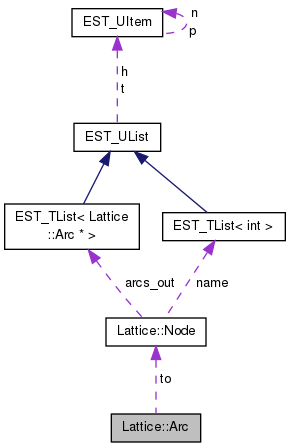 EST_UItem
n
p
h
t
EST_UList
EST_TList< Lattice
::Arc * >
EST_TList< int >
arcs_out
name
Lattice::Node
to
Lattice::Arc